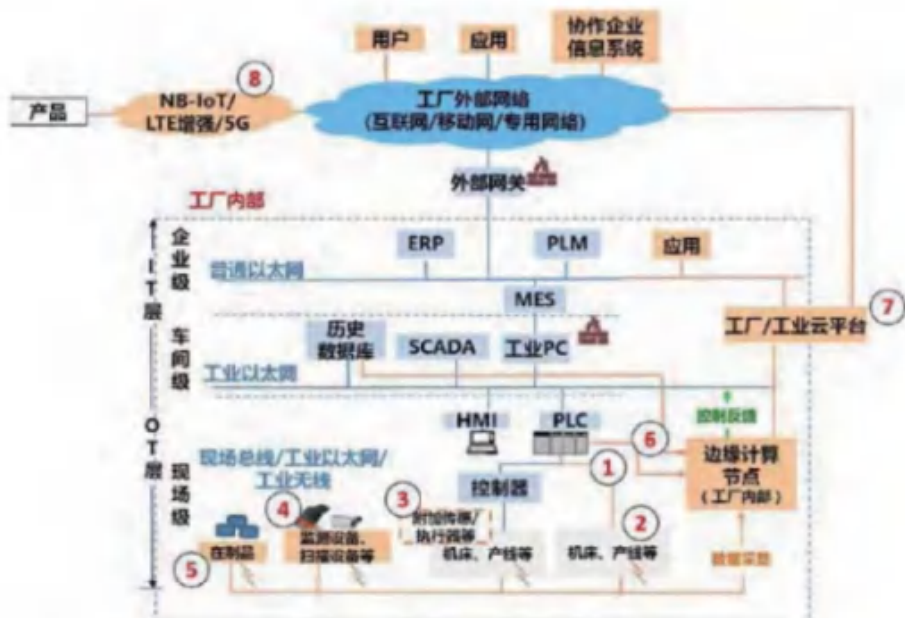 用户
应用
协作企业
信息系统
⑧
产品
NB-IoT/
LTE增强/5G
工厂外部网络
(互联网/移动网/专用网络)
外部网关
工厂内部
企业级
ERP
PLM
应用
普通以太网
IT层
MES
⑦
工厂/工业云平台
车间级
历史
数据库
SCADA
工业PC
工业以太网
控制反馈
HMI
PLC
⑥
OT层
现场级
现场总线/工业以太网/
工业无线
①
边缘计算
节点
(工厂内部)
控制器
④
③
②
附加传感/
执行器等
⑤
在制品
监测设备、
扫描设备等
机床、产线等
机床、产线等
数据采集